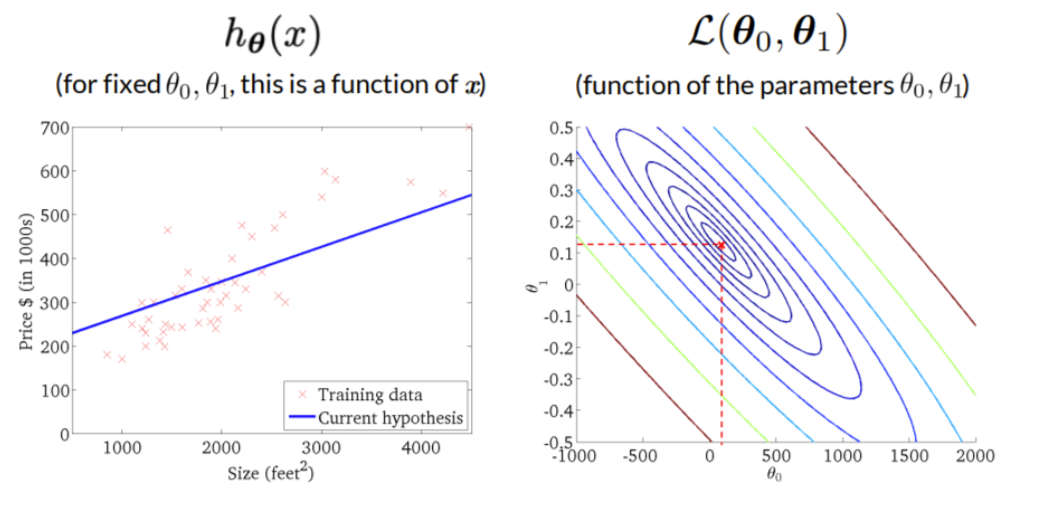 hθ(x)
(for fixed θ0, θ1, this is a function of x)
700
600
500
400
300
200
100
0
Price $ (in 1000s)
1000 2000 3000 4000
Size (feet²)
Training data
Current hypothesis
ℒ(θ0, θ1)
(function of the parameters θ0, θ1)
0.5
0.4
0.3
0.2
0.1
0
-0.1
-0.2
-0.3
-0.4
-0.5
θ1
-1000 -500 0 500 1000 1500 2000
θ0